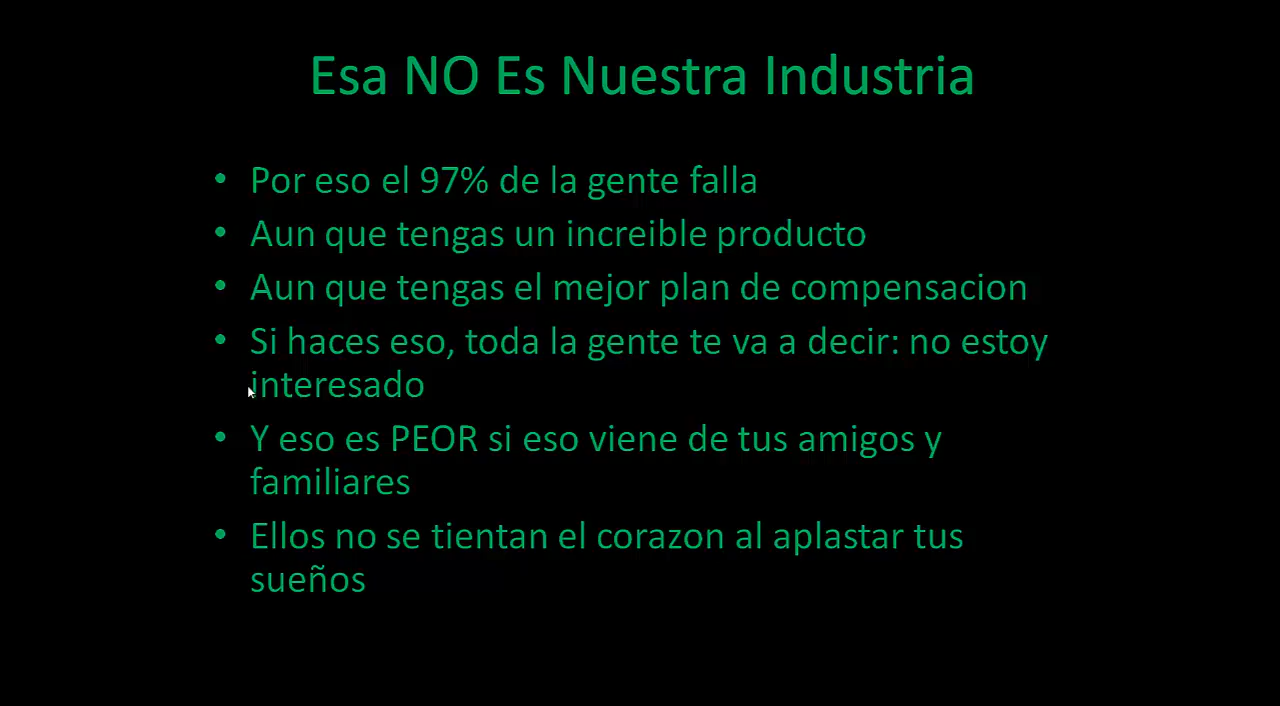 Esa NO Es Nuestra Industria
• Por eso el 97% de la gente falla
• Aun que tengas un increible producto
• Aun que tengas el mejor plan de compensacion
• Si haces eso, toda la gente te va a decir: no estoy
interesado
• Y eso es PEOR si eso viene de tus amigos y
familiares
• Ellos no se tientan el corazon al aplastar tus
sueños